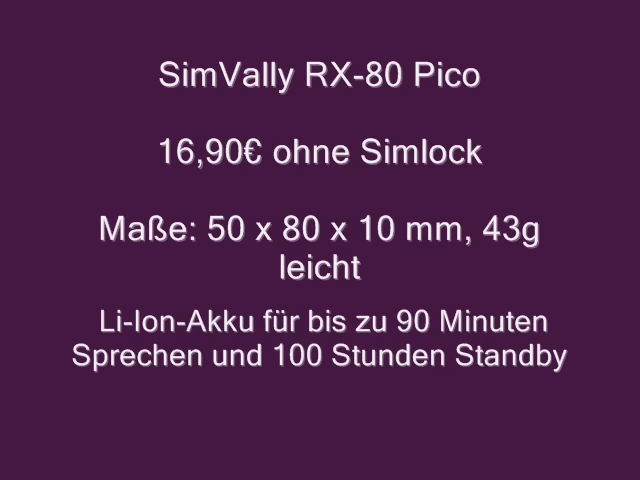 SimVally RX-80 Pico
16,90€ ohne Simlock
Maße: 50 x 80 x 10 mm, 43g
leicht
Li-Ion-Akku für bis zu 90 Minuten
Sprechen und 100 Stunden Standby